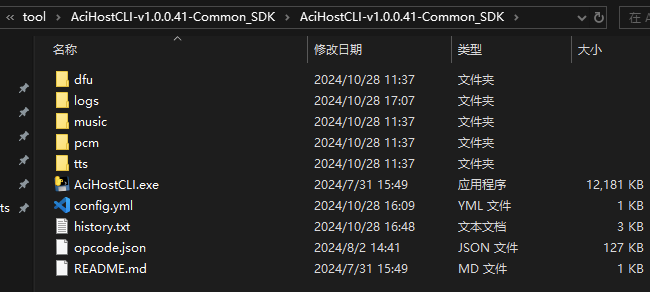 « tool › AciHostCLI-v1.0.0.41-Common_SDK › AciHostCLI-v1.0.0.41-Common_SDK › 在 A
名称 修改日期 类型 大小
dfu 2024/10/28 11:37 文件夹
logs 2024/10/28 17:07 文件夹
music 2024/10/28 11:37 文件夹
pcm 2024/10/28 11:37 文件夹
tts 2024/10/28 11:37 文件夹
AciHostCLI.exe 2024/7/31 15:49 应用程序 12,181 KB
ts config.yml 2024/10/28 16:09 YML 文件 1 KB
history.txt 2024/10/28 16:48 文本文档 3 KB
opcode.json 2024/8/2 14:41 JSON 文件 127 KB
README.md 2024/7/31 15:49 MD 文件 1 KB